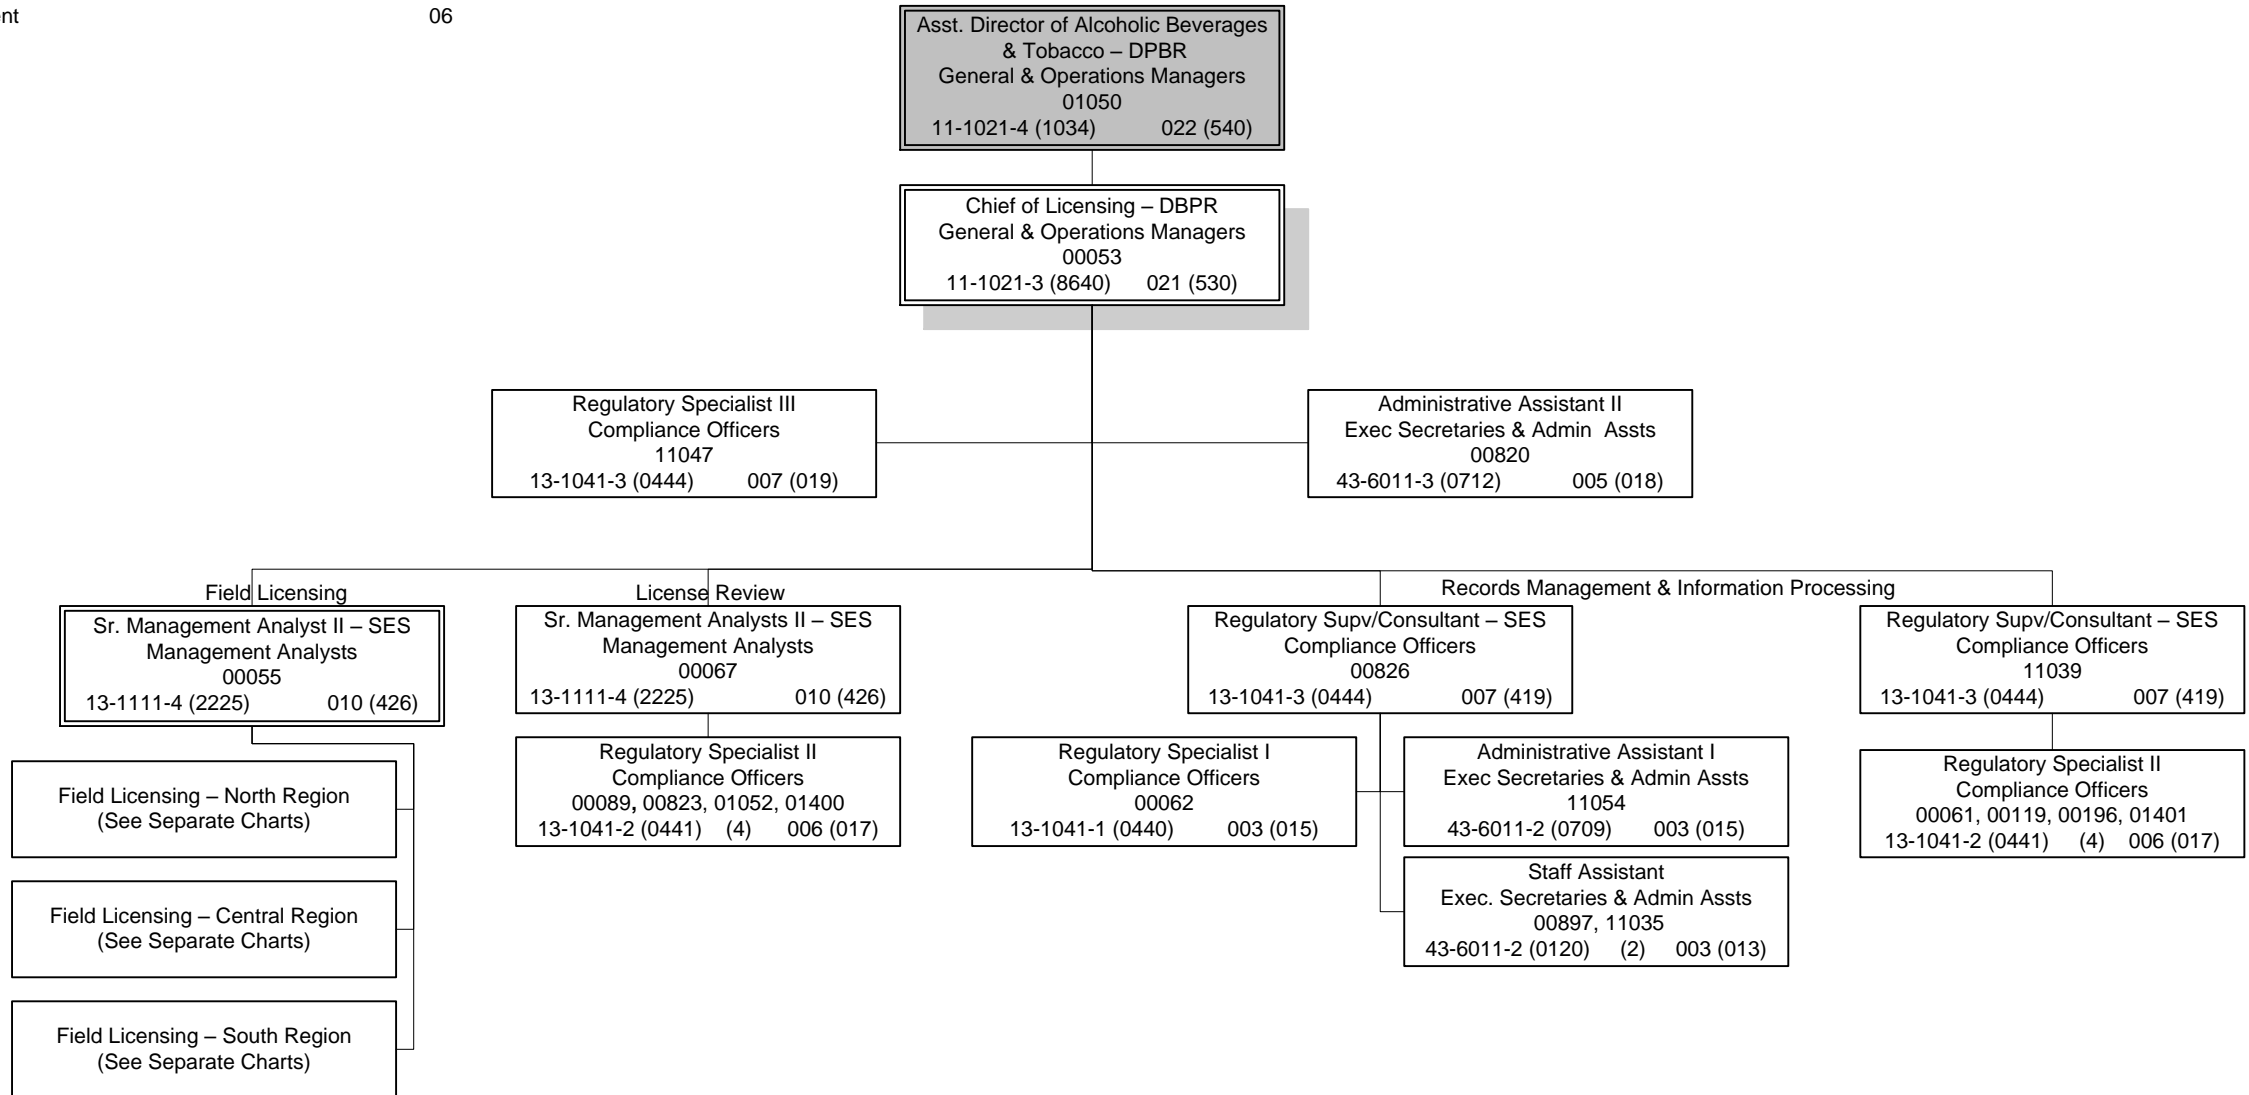 ent 06
Asst. Director of Alcoholic Beverages
& Tobacco – DPBR
General & Operations Managers
01050
11-1021-4 (1034) 022 (540)
Chief of Licensing – DBPR
General & Operations Managers
00053
11-1021-3 (8640) 021 (530)
Regulatory Specialist III
Compliance Officers
11047
13-1041-3 (0444) 007 (019)
Administrative Assistant II
Exec Secretaries & Admin Assts
00820
43-6011-3 (0712) 005 (018)
Field Licensing
Sr. Management Analyst II – SES
Management Analysts
00055
13-1111-4 (2225) 010 (426)
Field Licensing – North Region
(See Separate Charts)
Field Licensing – Central Region
(See Separate Charts)
Field Licensing – South Region
(See Separate Charts)
License Review
Sr. Management Analysts II – SES
Management Analysts
00067
13-1111-4 (2225) 010 (426)
Regulatory Specialist II
Compliance Officers
00089, 00823, 01052, 01400
13-1041-2 (0441) (4) 006 (017)
Records Management & Information Processing
Regulatory Supv/Consultant – SES
Compliance Officers
00826
13-1041-3 (0444) 007 (419)
Regulatory Specialist I
Compliance Officers
00062
13-1041-1 (0440) 003 (015)
Administrative Assistant I
Exec Secretaries & Admin Assts
11054
43-6011-2 (0709) 003 (015)
Staff Assistant
Exec. Secretaries & Admin Assts
00897, 11035
43-6011-2 (0120) (2) 003 (013)
Regulatory Supv/Consultant – SES
Compliance Officers
11039
13-1041-3 (0444) 007 (419)
Regulatory Specialist II
Compliance Officers
00061, 00119, 00196, 01401
13-1041-2 (0441) (4) 006 (017)